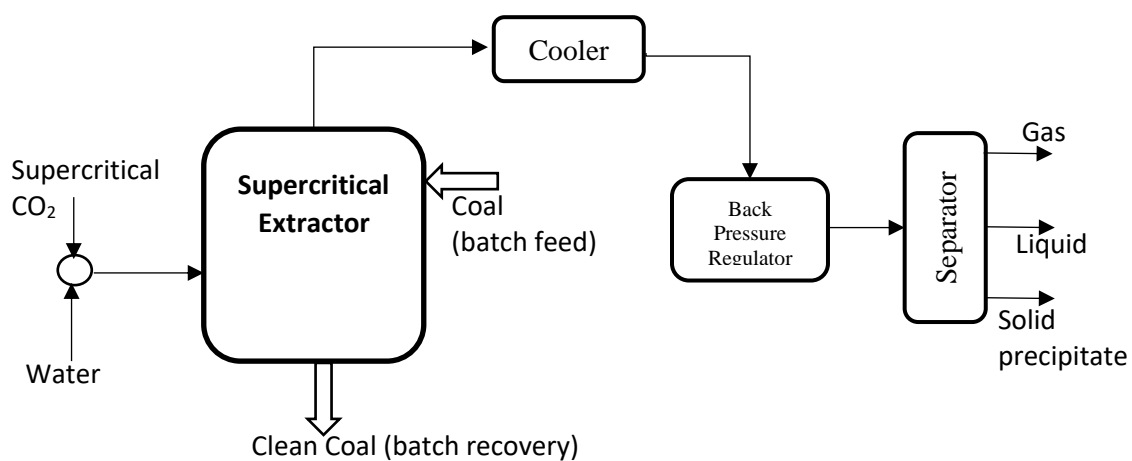 Cooler
Supercritical
CO₂
Supercritical
Extractor
Coal
(batch feed)
Water
Clean Coal (batch recovery)
Back
Pressure
Regulator
Separator
Gas
Liquid
Solid
precipitate